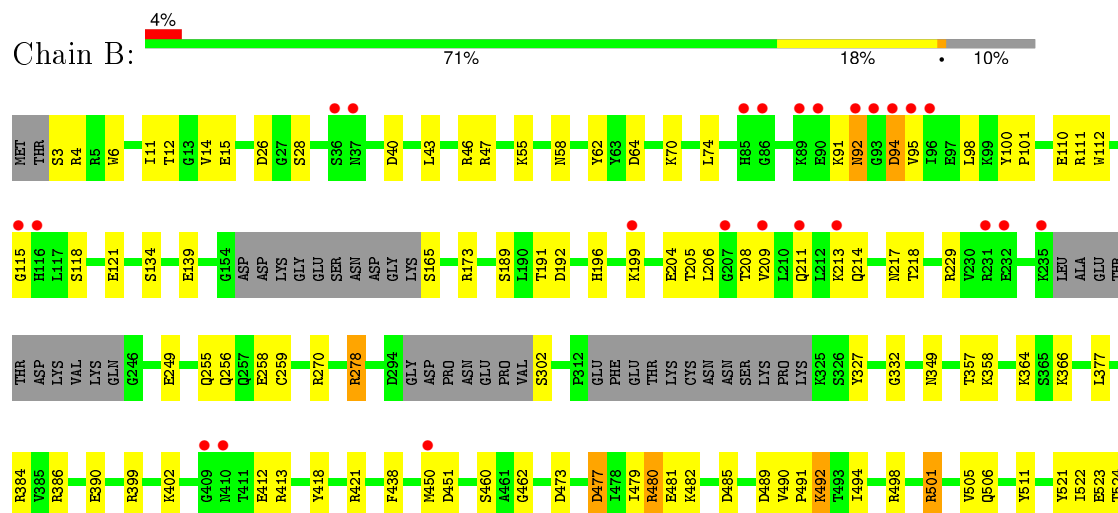 4%
Chain B:
71% 18% • 10%
MET THR S3 R4 R5 W6 I11 T12 G13 V14 E15 D26 G27 S28 S36 N37 D40 L43 R46 R47 K55 N58 Y62 Y63 D64 K70 L74 H85 G86 K89 E90 K91 N92 G93 D94 V95 I96 E97 L98 K99 Y100 P101 E110 R111 W112
G115 H116 L117 S118 E121 S134 E139 G154 ASP ASP LYS GLY GLU SER ASN ASP GLY LYS S165 R173 S189 L190 T191 D192 H196 K199 E204 T205 L206 G207 T208 V209 L210 Q211 L212 K213 Q214 N217 T218 R229 V230 R231 E232 K235 LEU ALA GLU THR
THR ASP LYS VAL LYS GLN G246 E249 Q255 Q256 Q257 E258 C259 R270 R278 D294 GLY ASP PRO ASN GLU PRO VAL S302 P312 GLU PHE GLU THR LYS CYS ASN ASN SER LYS PRO LYS K325 S326 Y327 G332 N349 T357 K358 K364 S365 K366 L377
R384 V385 R386 E390 R399 K402 G409 N410 T411 E412 R413 Y418 R421 F438 M450 D451 S460 A461 G462 D473 D477 I478 I479 R480 E481 K482 D485 D489 V490 P491 K492 T493 I494 R498 R501 V505 Q506 Y511 Y521 I522 E523 T524